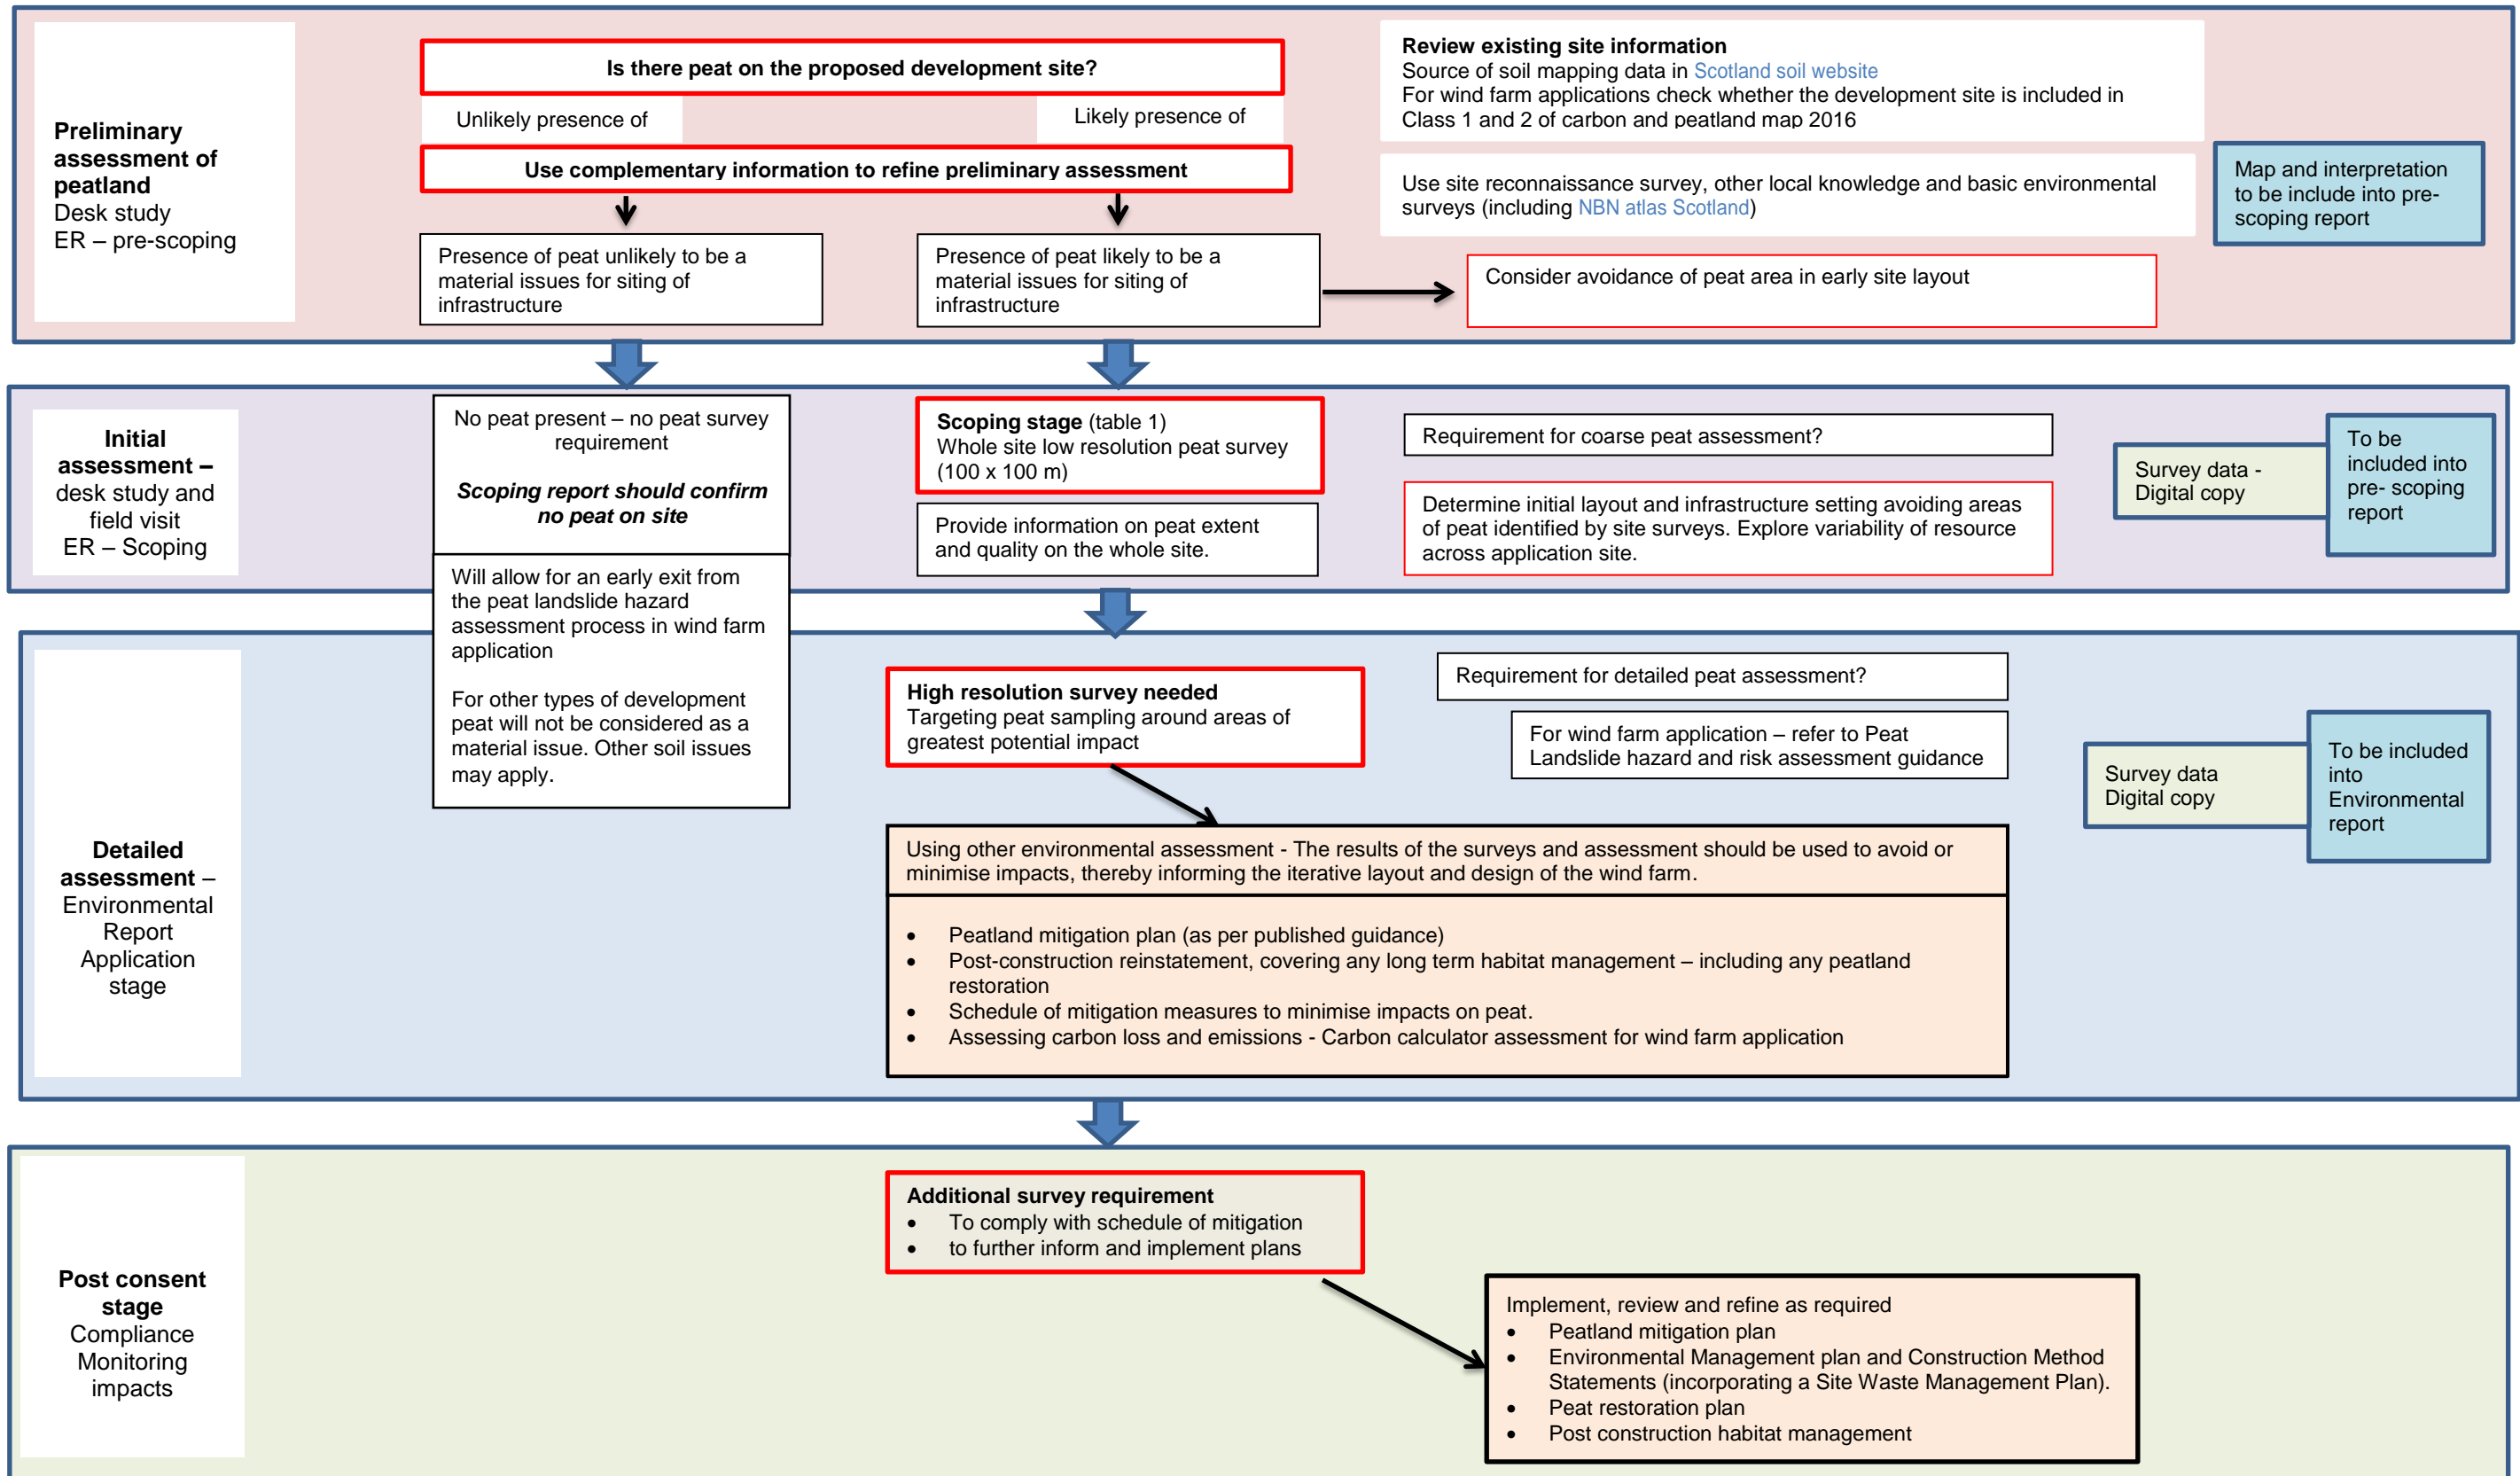 Preliminary
assessment of
peatland
Desk study
ER – pre-scoping
Is there peat on the proposed development site?
Unlikely presence of
Likely presence of
Use complementary information to refine preliminary assessment
Presence of peat unlikely to be a
material issues for siting of
infrastructure
Presence of peat likely to be a
material issues for siting of
infrastructure
Review existing site information
Source of soil mapping data in Scotland soil website
For wind farm applications check whether the development site is included in
Class 1 and 2 of carbon and peatland map 2016
Use site reconnaissance survey, other local knowledge and basic environmental
surveys (including NBN atlas Scotland)
Consider avoidance of peat area in early site layout
Map and interpretation
to be include into pre-
scoping report
Initial
assessment –
desk study and
field visit
ER – Scoping
No peat present – no peat survey
requirement
Scoping report should confirm
no peat on site
Will allow for an early exit from
the peat landslide hazard
assessment process in wind farm
application
For other types of development
peat will not be considered as a
material issue. Other soil issues
may apply.
Scoping stage (table 1)
Whole site low resolution peat survey
(100 x 100 m)
Provide information on peat extent
and quality on the whole site.
Requirement for coarse peat assessment?
Determine initial layout and infrastructure setting avoiding areas
of peat identified by site surveys. Explore variability of resource
across application site.
Survey data -
Digital copy
To be
included into
pre- scoping
report
Detailed
assessment –
Environmental
Report
Application
stage
High resolution survey needed
Targeting peat sampling around areas of
greatest potential impact
Requirement for detailed peat assessment?
For wind farm application – refer to Peat
Landslide hazard and risk assessment guidance
Survey data
Digital copy
To be included
into
Environmental
report
Using other environmental assessment - The results of the surveys and assessment should be used to avoid or
minimise impacts, thereby informing the iterative layout and design of the wind farm.
• Peatland mitigation plan (as per published guidance)
• Post-construction reinstatement, covering any long term habitat management – including any peatland
restoration
• Schedule of mitigation measures to minimise impacts on peat.
• Assessing carbon loss and emissions - Carbon calculator assessment for wind farm application
Post consent
stage
Compliance
Monitoring
impacts
Additional survey requirement
• To comply with schedule of mitigation
• to further inform and implement plans
Implement, review and refine as required
• Peatland mitigation plan
• Environmental Management plan and Construction Method
Statements (incorporating a Site Waste Management Plan).
• Peat restoration plan
• Post construction habitat management